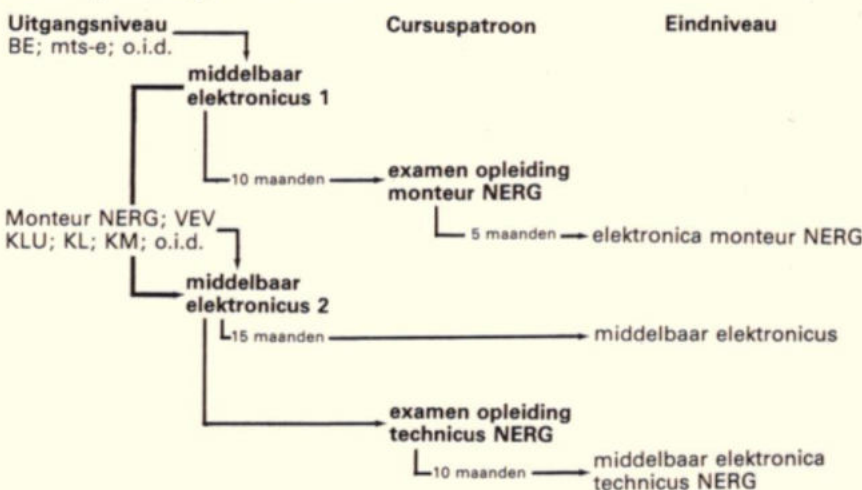 Uitgangsniveau Cursuspatroon Eindniveau
BE; mts-e; o.i.d.
middelbaar
elektronicus 1
10 maanden
examen opleiding
monteur NERG
Monteur NERG; VEV
KLU; KL; KM; o.i.d.
5 maanden
elektronica monteur NERG
middelbaar
elektronicus 2
15 maanden
middelbaar elektronicus
examen opleiding
technicus NERG
10 maanden
middelbaar elektronica
technicus NERG